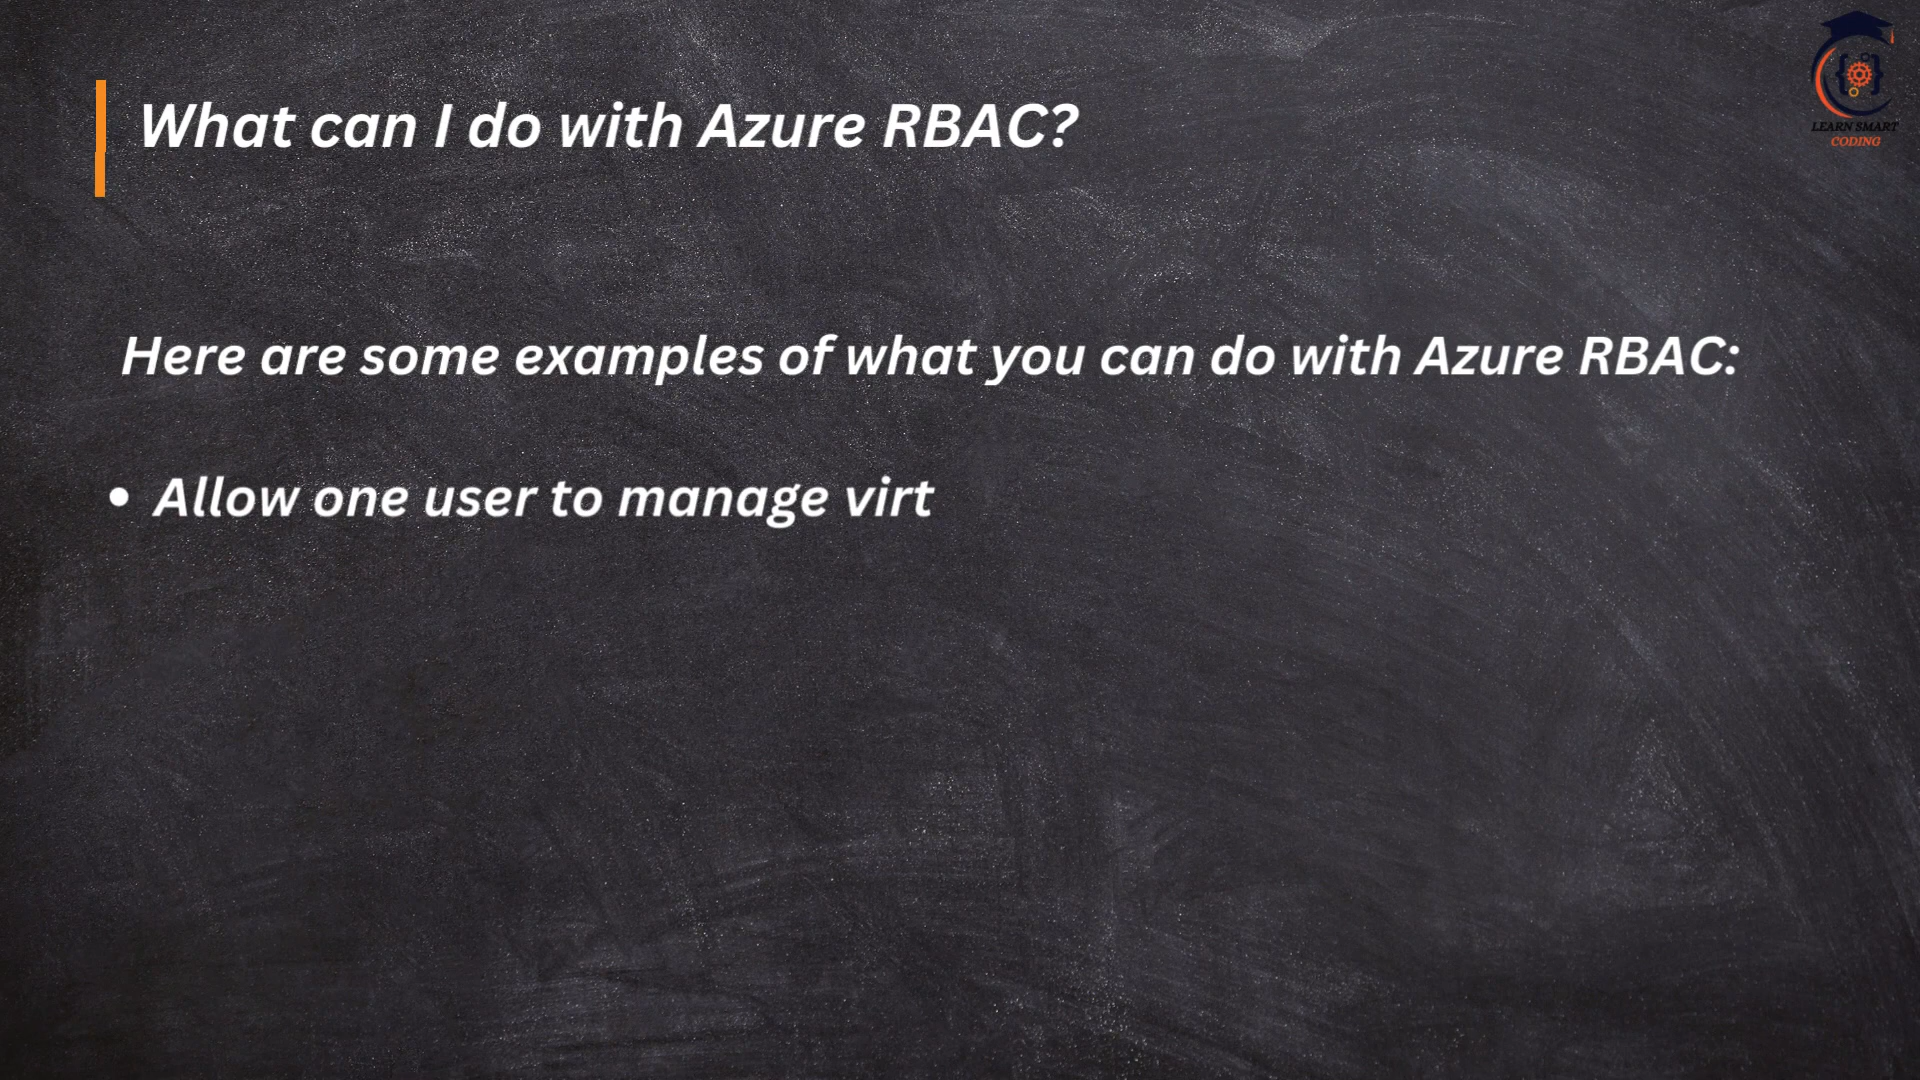 What can I do with Azure RBAC?
LEARN SMART
CODING
Here are some examples of what you can do with Azure RBAC:
• Allow one user to manage virt